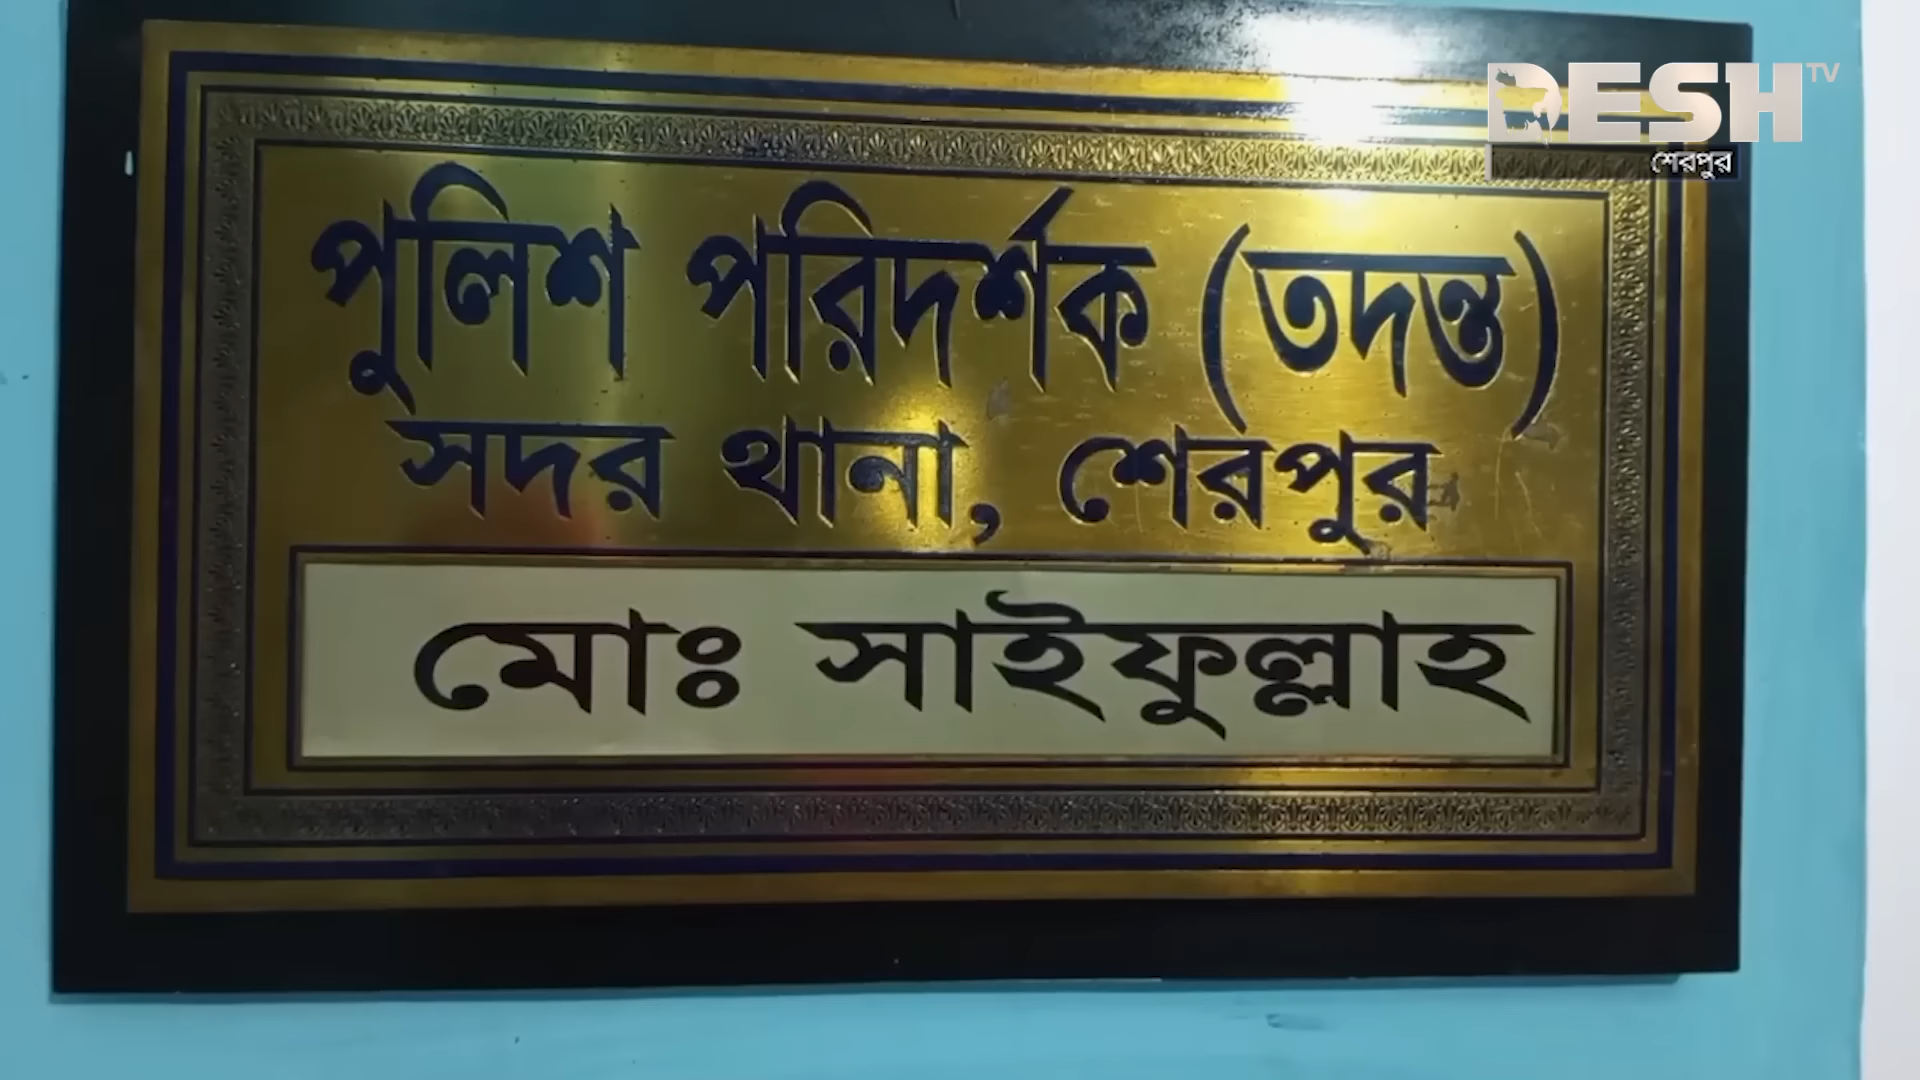 DESH TV
শেরপুর
পুলিশ পরিদর্শক (তদন্ত)
সদর থানা, শেরপুর
মোঃ সাইফুল্লাহ